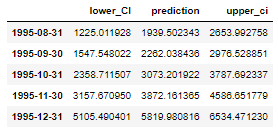 lower_CI prediction upper_ci
1995-08-31 1225.011928 1939.502343 2653.992758
1995-09-30 1547.548022 2262.038436 2976.528851
1995-10-31 2358.711507 3073.201922 3787.692337
1995-11-30 3157.670950 3872.161365 4586.651779
1995-12-31 5105.490401 5819.980816 6534.471230